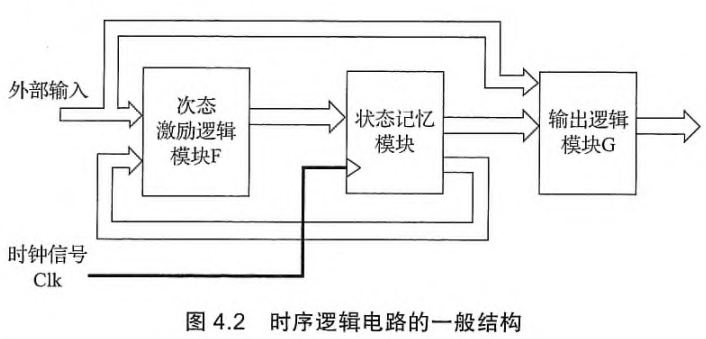 外部输入
次态
激励逻辑
模块F
状态记忆
模块
输出逻辑
模块G
时钟信号
Clk
图 4.2 时序逻辑电路的一般结构